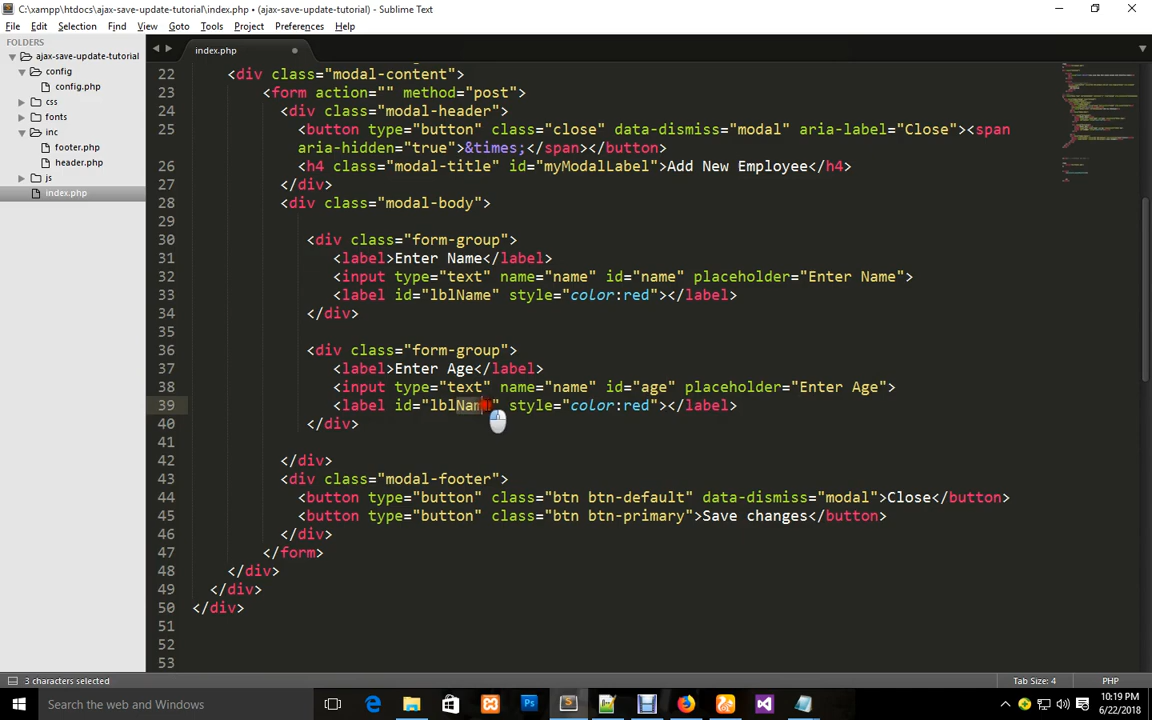 C:\xampp\htdocs\ajax-save-update-tutorial\index.php • (ajax-save-update-tutorial) - Sublime Text
File Edit Selection Find View Goto Tools Project Preferences Help
FOLDERS
ajax-save-update-tutorial
config
config.php
css
fonts
inc
footer.php
header.php
js
index.php
index.php
22 <div class="modal-content">
23 <form action="" method="post">
24 <div class="modal-header">
25 <button type="button" class="close" data-dismiss="modal" aria-label="Close"><span
aria-hidden="true">&times;</span></button>
26 <h4 class="modal-title" id="myModalLabel">Add New Employee</h4>
27 </div>
28 <div class="modal-body">
29
30 <div class="form-group">
31 <label>Enter Name</label>
32 <input type="text" name="name" id="name" placeholder="Enter Name">
33 <label id="lblName" style="color:red"></label>
34 </div>
35
36 <div class="form-group">
37 <label>Enter Age</label>
38 <input type="text" name="name" id="age" placeholder="Enter Age">
39 <label id="lblName" style="color:red"></label>
40 </div>
41
42 </div>
43 <div class="modal-footer">
44 <button type="button" class="btn btn-default" data-dismiss="modal">Close</button>
45 <button type="button" class="btn btn-primary">Save changes</button>
46 </div>
47 </form>
48 </div>
49 </div>
50 </div>
51
52
53
3 characters selected
Tab Size: 4
PHP
Search the web and Windows
10:19 PM
6/22/2018